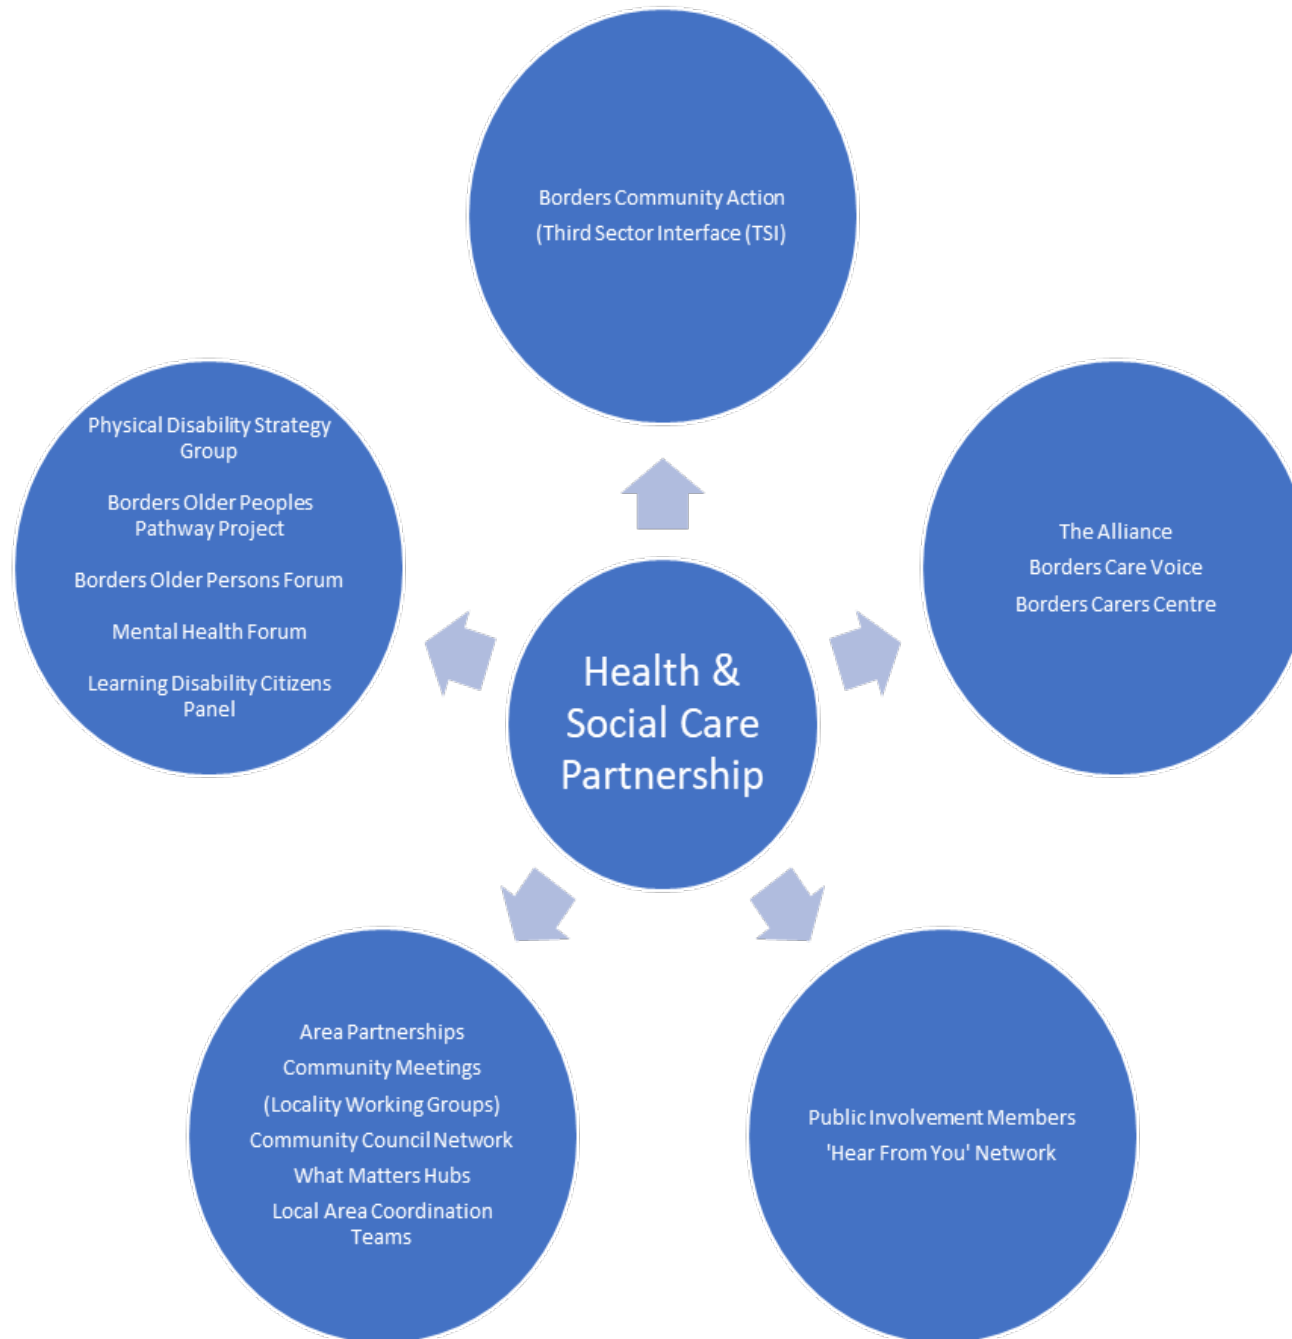 Borders Community Action
(Third Sector Interface (TSI)
Physical Disability Strategy
Group
Borders Older Peoples
Pathway Project
Borders Older Persons Forum
Mental Health Forum
Learning Disability Citizens
Panel
The Alliance
Borders Care Voice
Borders Carers Centre
Health &
Social Care
Partnership
Area Partnerships
Community Meetings
(Locality Working Groups)
Community Council Network
What Matters Hubs
Local Area Coordination
Teams
Public Involvement Members
'Hear From You' Network